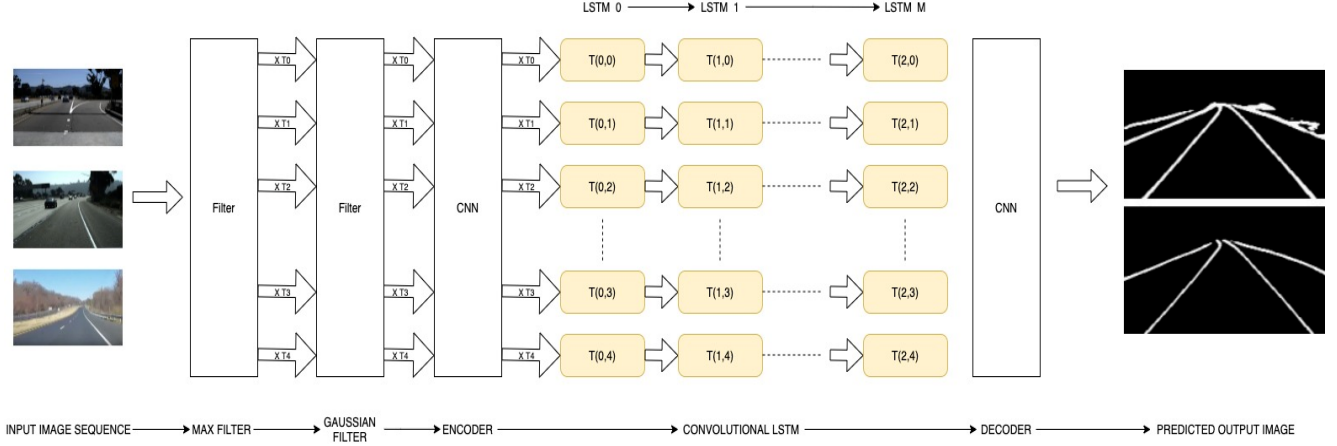 LSTM 0
LSTM 1
LSTM M
X T0
X T0
X T0
T(0,0)
T(1,0)
T(2,0)
X T1
X T1
X T1
T(0,1)
T(1,1)
T(2,1)
X T2
X T2
X T2
T(0,2)
T(1,2)
T(2,2)
Filter
Filter
CNN
CNN
X T3
X T3
X T3
T(0,3)
T(1,3)
T(2,3)
X T4
X T4
X T4
T(0,4)
T(1,4)
T(2,4)
INPUT IMAGE SEQUENCE
MAX FILTER
GAUSSIAN
FILTER
ENCODER
CONVOLUTIONAL LSTM
DECODER
PREDICTED OUTPUT IMAGE